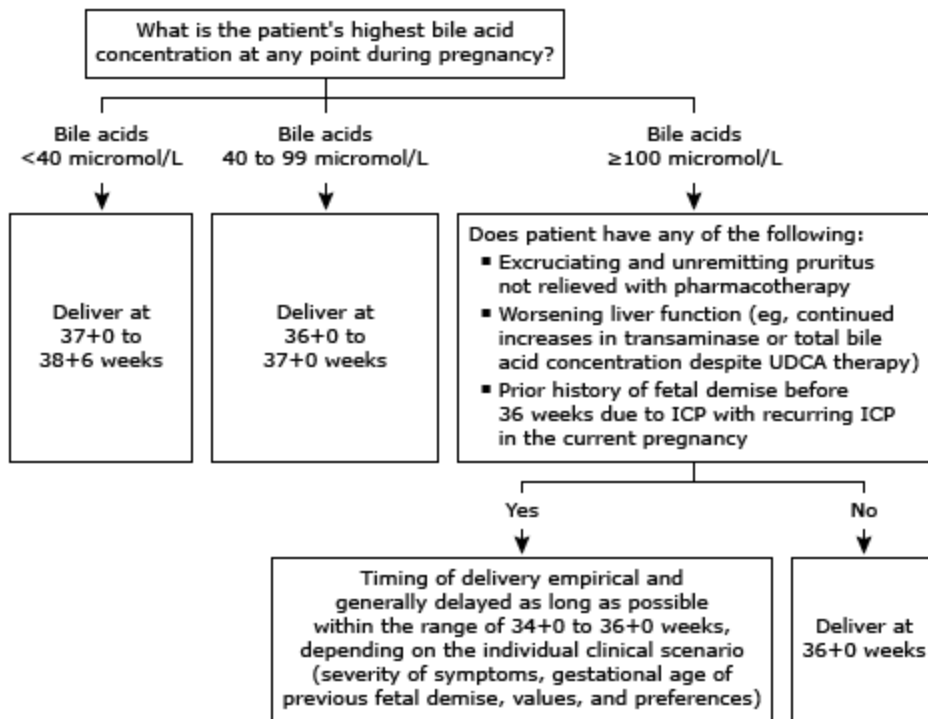 What is the patient's highest bile acid
concentration at any point during pregnancy?
Bile acids
<40 micromol/L
Bile acids
40 to 99 micromol/L
Bile acids
≥100 micromol/L
Deliver at
37+0 to
38+6 weeks
Deliver at
36+0 to
37+0 weeks
Does patient have any of the following:
▪ Excruciating and unremitting pruritus
not relieved with pharmacotherapy
▪ Worsening liver function (eg, continued
increases in transaminase or total bile
acid concentration despite UDCA therapy)
▪ Prior history of fetal demise before
36 weeks due to ICP with recurring ICP
in the current pregnancy
Yes
No
Timing of delivery empirical and
generally delayed as long as possible
within the range of 34+0 to 36+0 weeks,
depending on the individual clinical scenario
(severity of symptoms, gestational age of
previous fetal demise, values, and preferences)
Deliver at
36+0 weeks